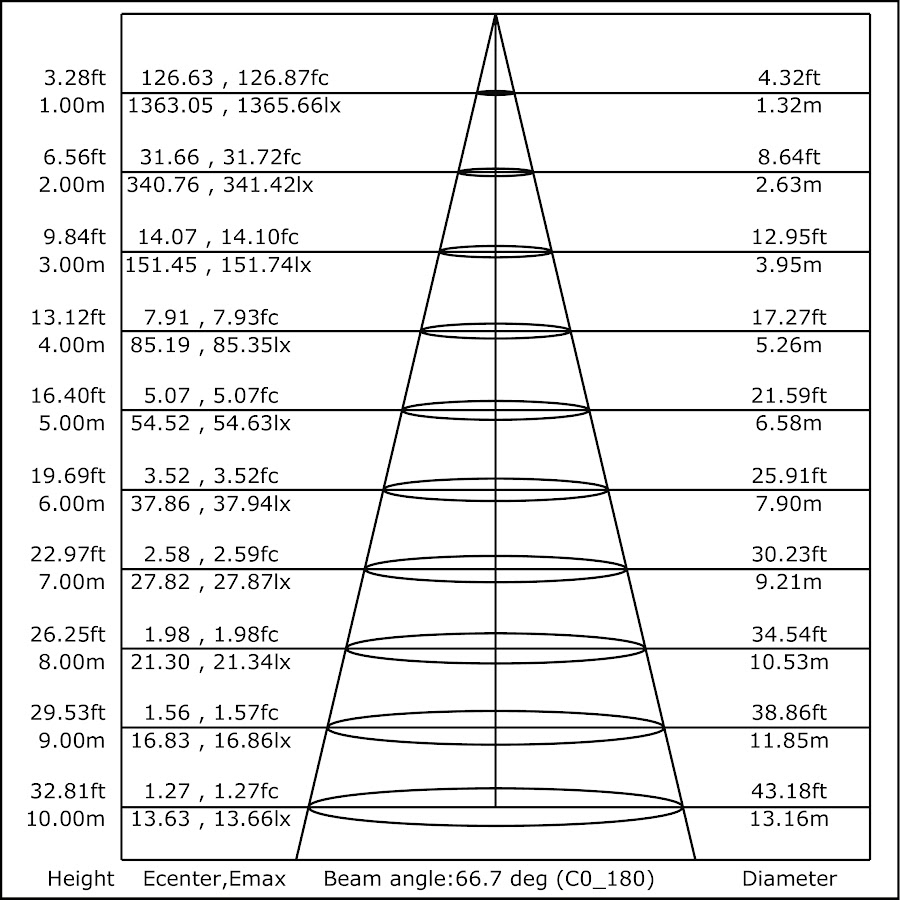 3.28ft 126.63 , 126.87fc 4.32ft
1.00m 1363.05 , 1365.66lx 1.32m
6.56ft 31.66 , 31.72fc 8.64ft
2.00m 340.76 , 341.42lx 2.63m
9.84ft 14.07 , 14.10fc 12.95ft
3.00m 151.45 , 151.74lx 3.95m
13.12ft 7.91 , 7.93fc 17.27ft
4.00m 85.19 , 85.35lx 5.26m
16.40ft 5.07 , 5.07fc 21.59ft
5.00m 54.52 , 54.63lx 6.58m
19.69ft 3.52 , 3.52fc 25.91ft
6.00m 37.86 , 37.94lx 7.90m
22.97ft 2.58 , 2.59fc 30.23ft
7.00m 27.82 , 27.87lx 9.21m
26.25ft 1.98 , 1.98fc 34.54ft
8.00m 21.30 , 21.34lx 10.53m
29.53ft 1.56 , 1.57fc 38.86ft
9.00m 16.83 , 16.86lx 11.85m
32.81ft 1.27 , 1.27fc 43.18ft
10.00m 13.63 , 13.66lx 13.16m
Height Ecenter,Emax Beam angle:66.7 deg (C0_180) Diameter